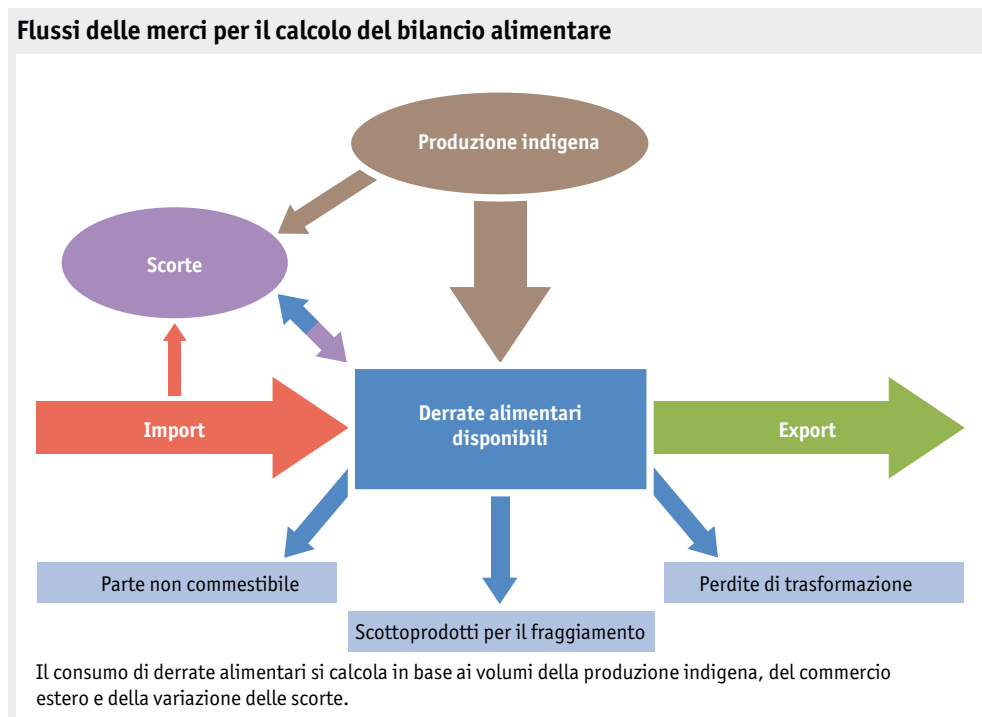 Flussi delle merci per il calcolo del bilancio alimentare
Produzione indigena
Scorte
Import
Derrate alimentari
disponibili
Export
Parte non commestibile
Perdite di trasformazione
Scottoprodotti per il fraggiamento
Il consumo di derrate alimentari si calcola in base ai volumi della produzione indigena, del commercio
estero e della variazione delle scorte.